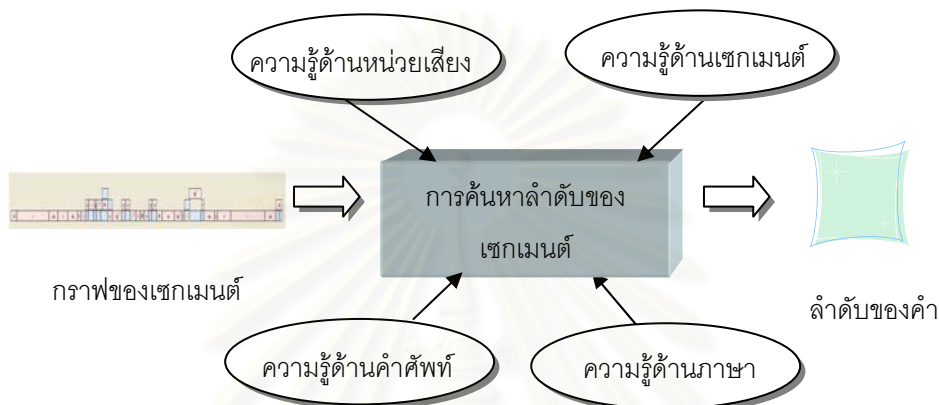 ความรู้ด้านหน่วยเสียง
ความรู้ด้านเซกเมนต์
การค้นหาลำดับของ
เซกเมนต์
กราฟของเซกเมนต์
ลำดับของคำ
ความรู้ด้านคำศัพท์
ความรู้ด้านภาษา